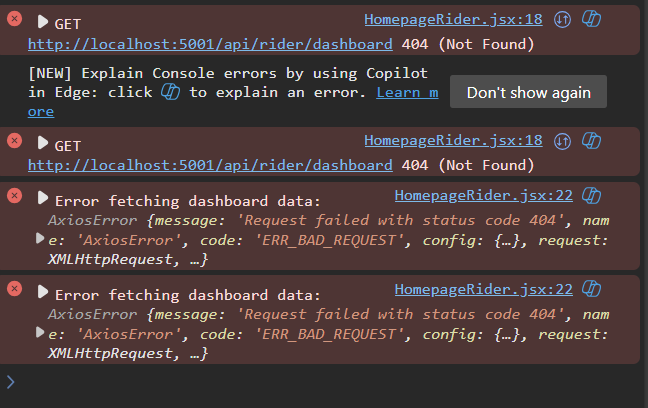 GET HomepageRider.jsx:18
http://localhost:5001/api/rider/dashboard 404 (Not Found)
[NEW] Explain Console errors by using Copilot
in Edge: click to explain an error. Learn m
ore
Don't show again
GET HomepageRider.jsx:18
http://localhost:5001/api/rider/dashboard 404 (Not Found)
Error fetching dashboard data: HomepageRider.jsx:22
AxiosError {message: 'Request failed with status code 404', nam
e: 'AxiosError', code: 'ERR_BAD_REQUEST', config: {…}, request:
XMLHttpRequest, …}
Error fetching dashboard data: HomepageRider.jsx:22
AxiosError {message: 'Request failed with status code 404', nam
e: 'AxiosError', code: 'ERR_BAD_REQUEST', config: {…}, request:
XMLHttpRequest, …}